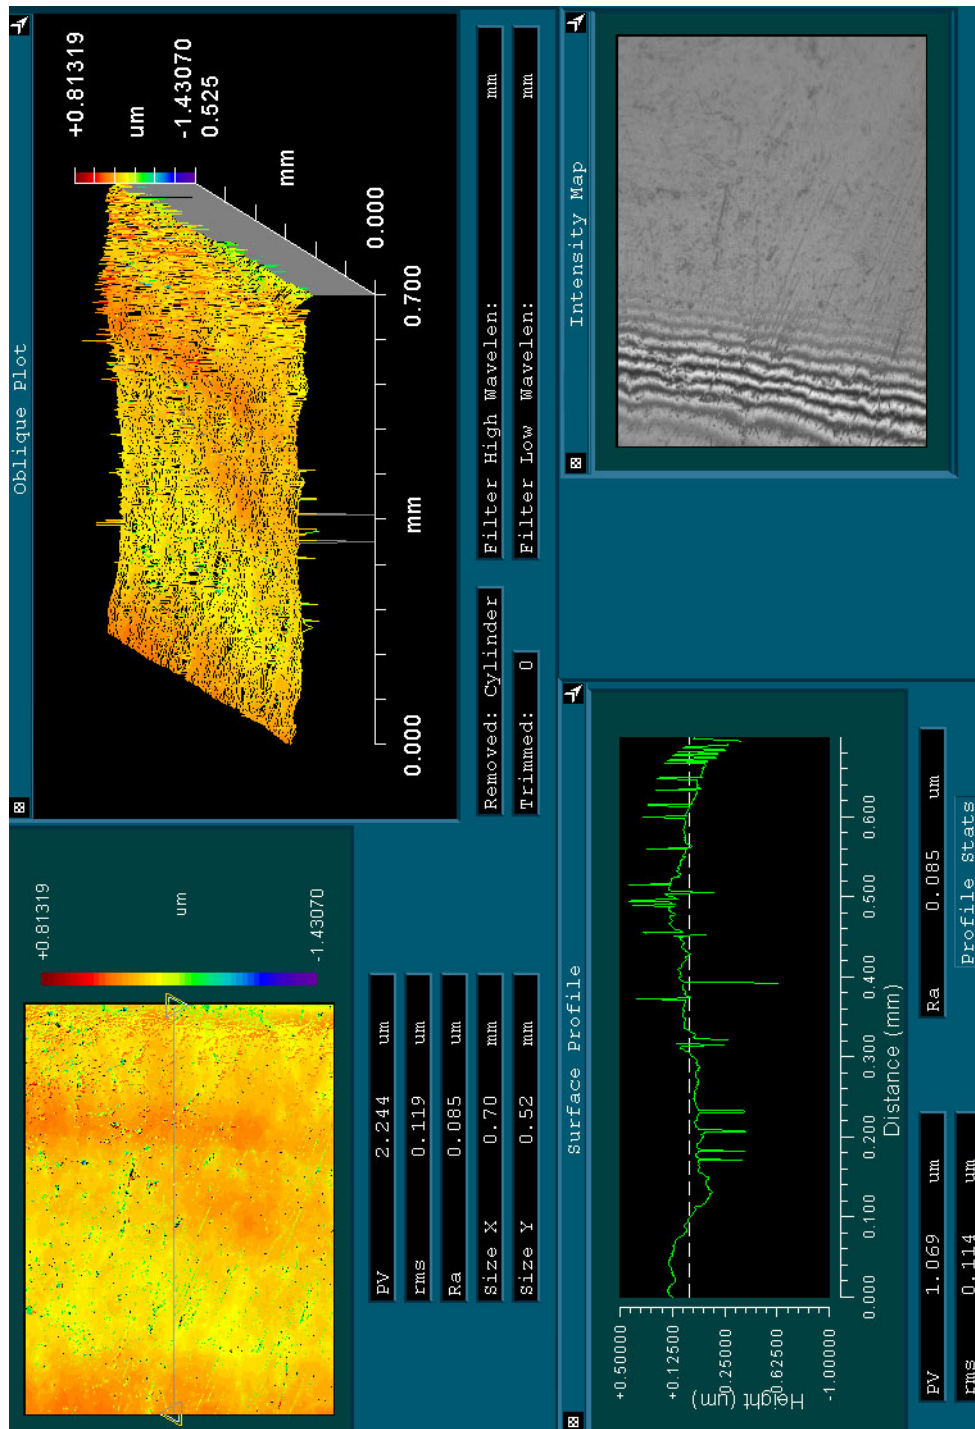 +0.81319
um
-1.43070
PV 2.244 um
rms 0.119 um
Ra 0.085 um
Size X 0.70 mm
Size Y 0.52 mm
Oblique Plot
+0.81319
um
-1.43070
0.525
mm
0.000
0.700
mm
0.000
Removed: Cylinder
Trimmed: 0
Filter High Wavelen: mm
Filter Low Wavelen: mm
Surface Profile
+0.50000
+0.12500
-0.25000
-0.62500
-1.00000
Height (um)
0.000 0.100 0.200 0.300 0.400 0.500 0.600
Distance (mm)
PV 1.069 um
rms 0.114 um
Ra 0.085 um
Profile Stats
Intensity Map